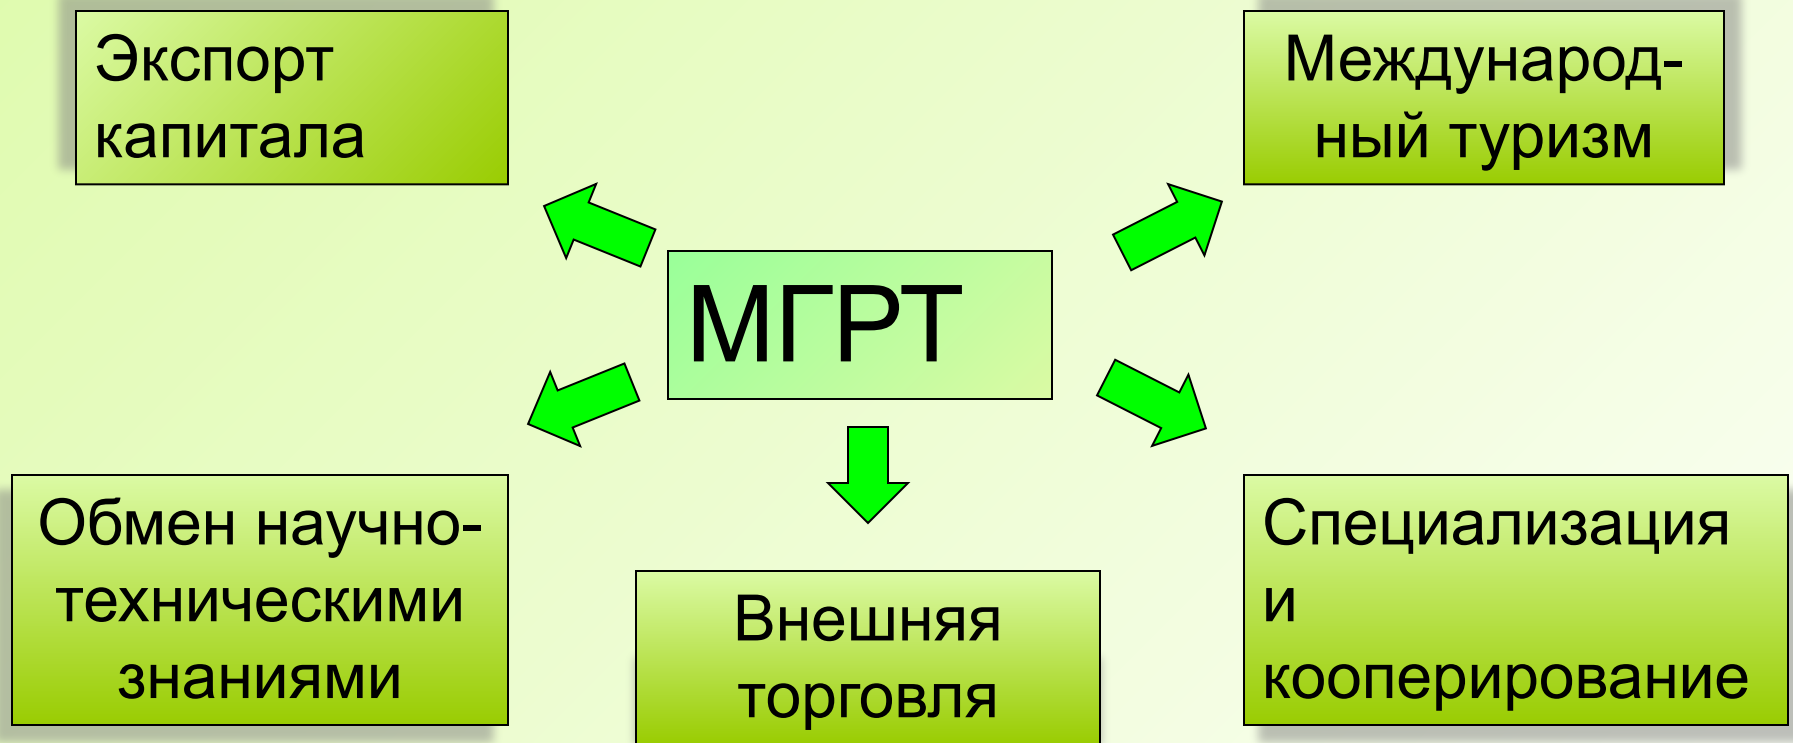 Экспорт
капитала
Международ-
ный туризм
МГРТ
Обмен научно-
техническими
знаниями
Внешняя
торговля
Специализация
и
кооперирование